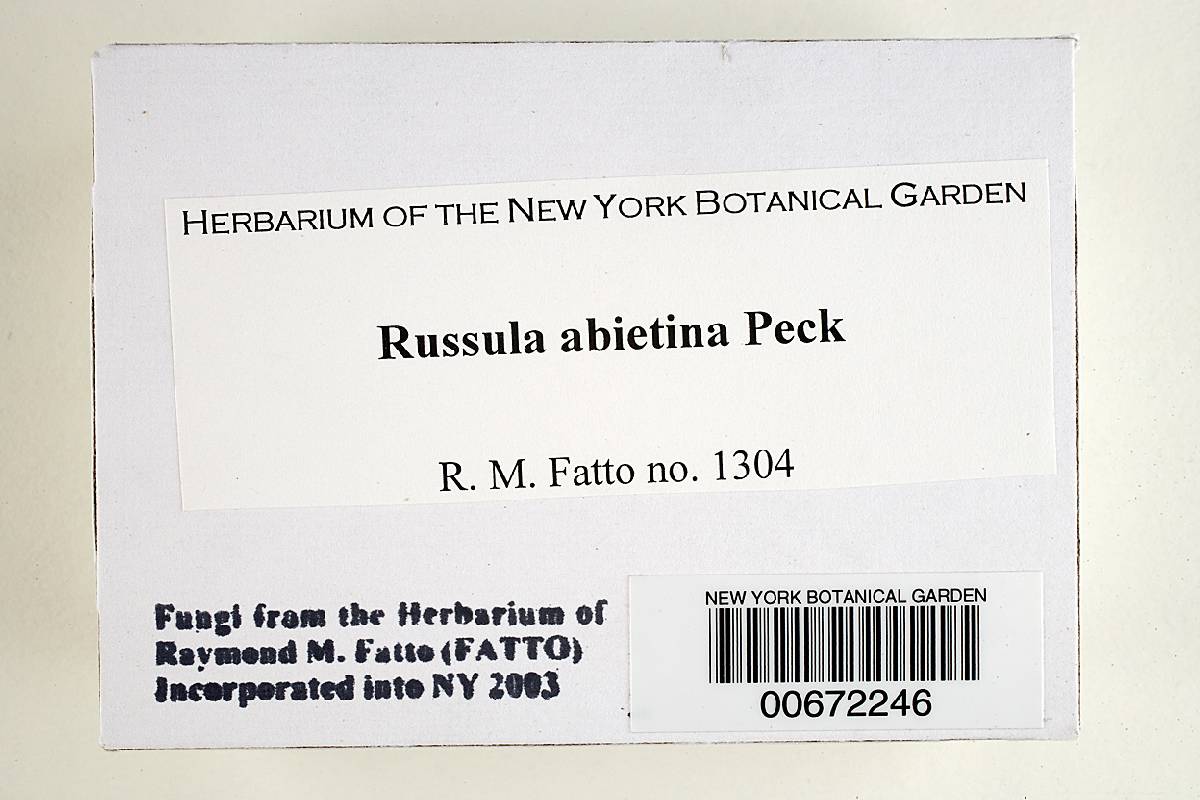 HERBARIUM OF THE NEW YORK BOTANICAL GARDEN
Russula abietina Peck
R. M. Fatto no. 1304
Fungi from the Herbarium of
Raymond M. Fatto (FATTO)
Incorporated into NY 2003
NEW YORK BOTANICAL GARDEN
00672246